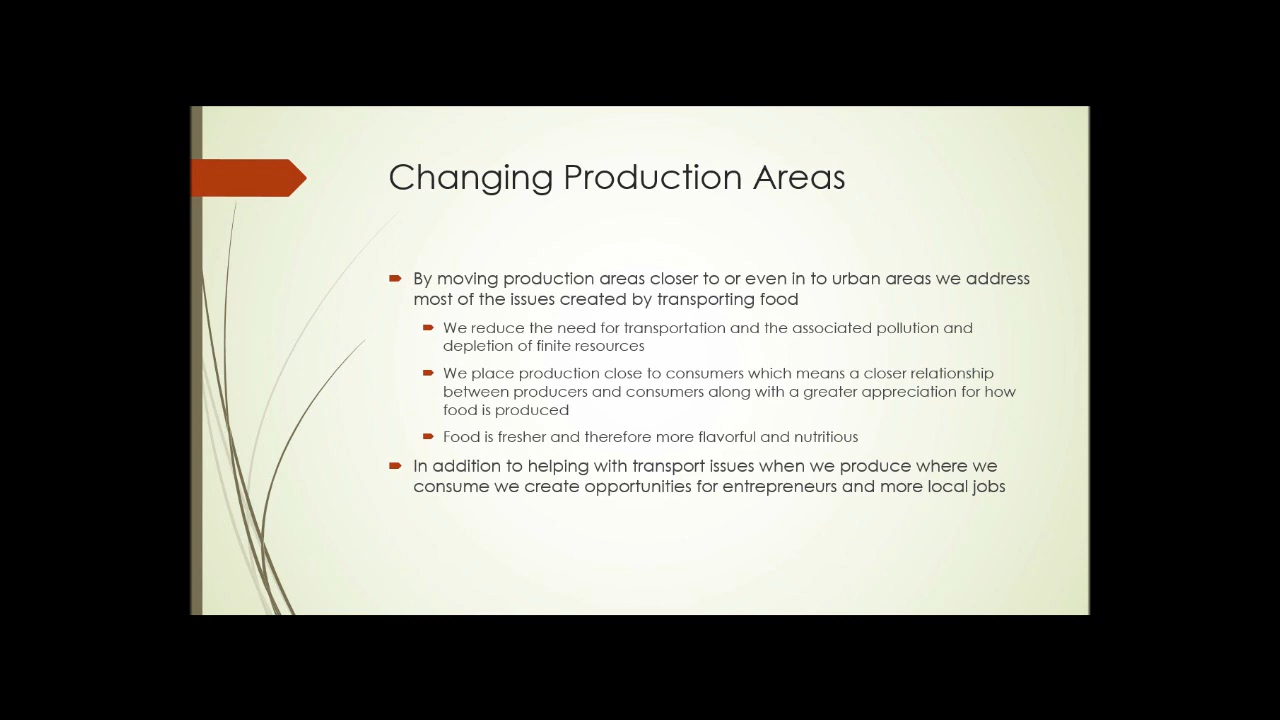 Changing Production Areas
By moving production areas closer to or even in to urban areas we address
most of the issues created by transporting food
We reduce the need for transportation and the associated pollution and
depletion of finite resources
We place production close to consumers which means a closer relationship
between producers and consumers along with a greater appreciation for how
food is produced
Food is fresher and therefore more flavorful and nutritious
In addition to helping with transport issues when we produce where we
consume we create opportunities for entrepreneurs and more local jobs